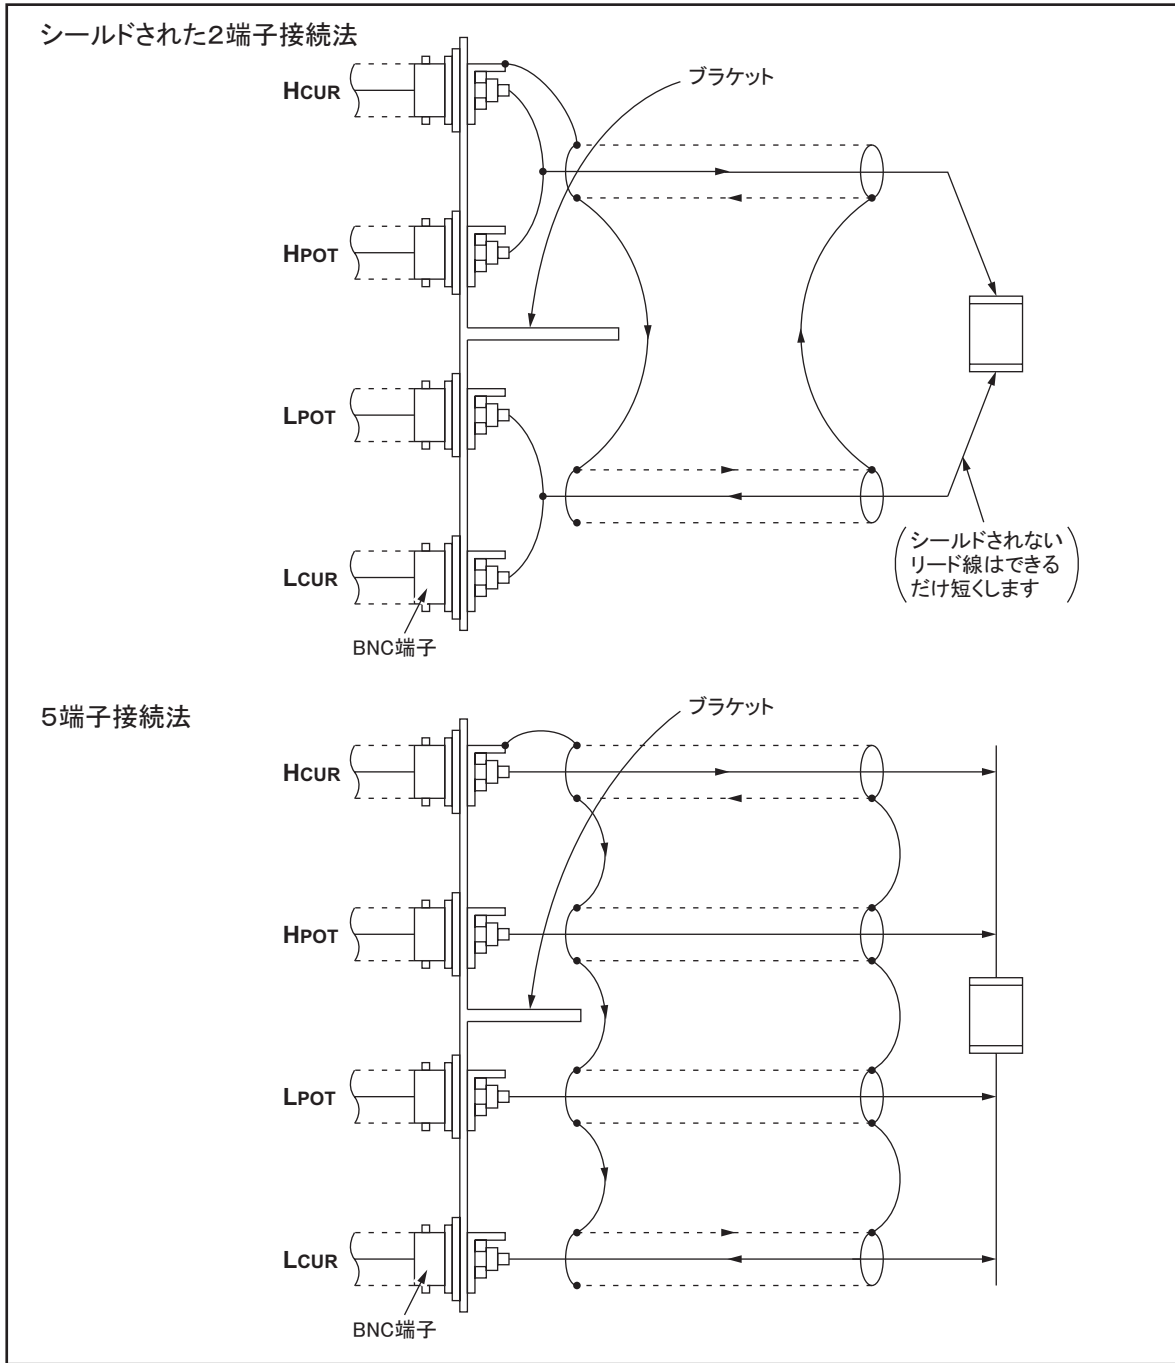 シールドされた2端子接続法
HCUR
ブラケット
HPOT
LPOT
LCUR
シールドされない
リード線はできる
だけ短くします
BNC端子
5端子接続法
ブラケット
HCUR
HPOT
LPOT
LCUR
BNC端子